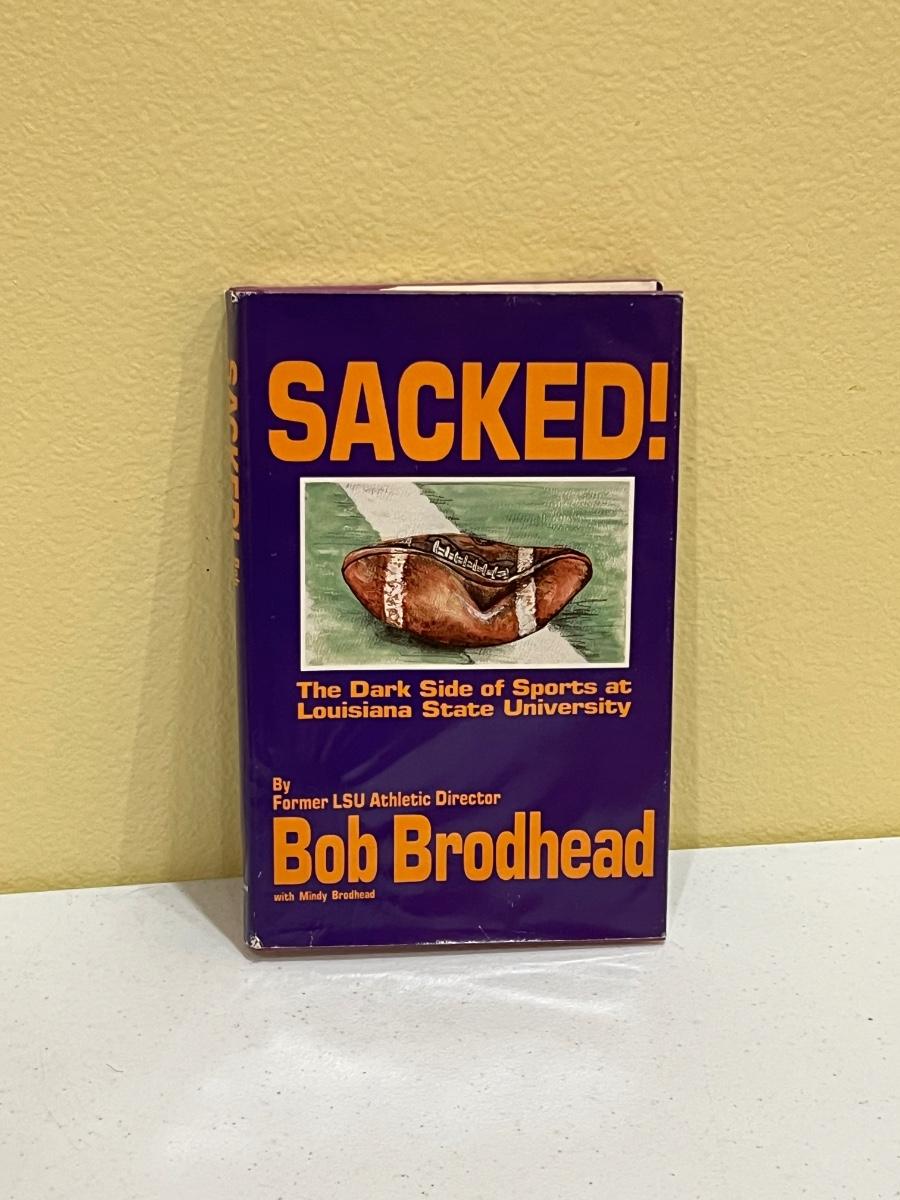 SACKED!
The Dark Side of Sports at
Louisiana State University
By
Former LSU Athletic Director
Bob Brodhead
with Mindy Brodhead
SACKED!